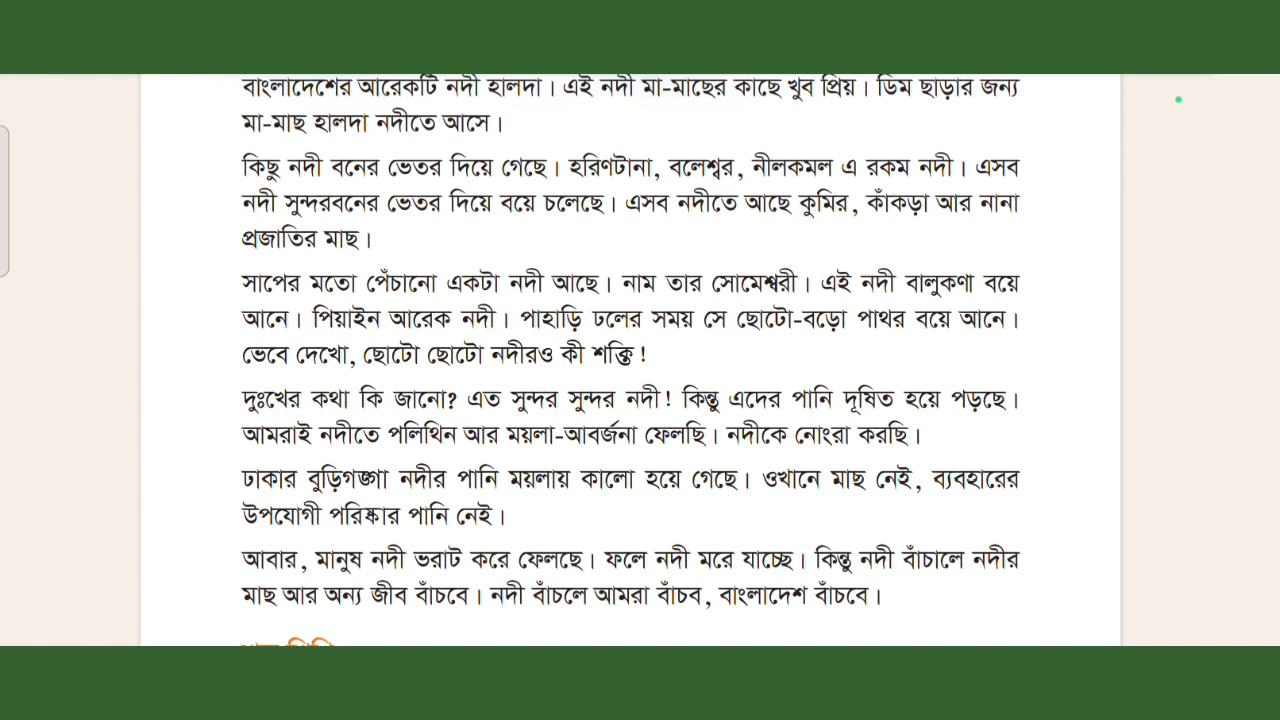 বাংলাদেশের আরেকটি নদী হালদা। এই নদী মা-মাছের কাছে খুব প্রিয়। ডিম ছাড়ার জন্য
মা-মাছ হালদা নদীতে আসে।
কিছু নদী বনের ভেতর দিয়ে গেছে। হরিণটানা, বলেশ্বর, নীলকমল এ রকম নদী। এসব
নদী সুন্দরবনের ভেতর দিয়ে বয়ে চলেছে। এসব নদীতে আছে কুমির, কাঁকড়া আর নানা
প্রজাতির মাছ।
সাপের মতো পেঁচানো একটা নদী আছে। নাম তার সোমেশ্বরী। এই নদী বালুকণা বয়ে
আনে। পিয়াইন আরেক নদী। পাহাড়ি ঢলের সময় সে ছোটো-বড়ো পাথর বয়ে আনে।
ভেবে দেখো, ছোটো ছোটো নদীরও কী শক্তি!
দুঃখের কথা কি জানো? এত সুন্দর সুন্দর নদী! কিন্তু এদের পানি দূষিত হয়ে পড়ছে।
আমরাই নদীতে পলিথিন আর ময়লা-আবর্জনা ফেলছি। নদীকে নোংরা করছি।
ঢাকার বুড়িগঙ্গা নদীর পানি ময়লায় কালো হয়ে গেছে। ওখানে মাছ নেই, ব্যবহারের
উপযোগী পরিষ্কার পানি নেই।
আবার, মানুষ নদী ভরাট করে ফেলছে। ফলে নদী মরে যাচ্ছে। কিন্তু নদী বাঁচালে নদীর
মাছ আর অন্য জীব বাঁচবে। নদী বাঁচলে আমরা বাঁচব, বাংলাদেশ বাঁচবে।